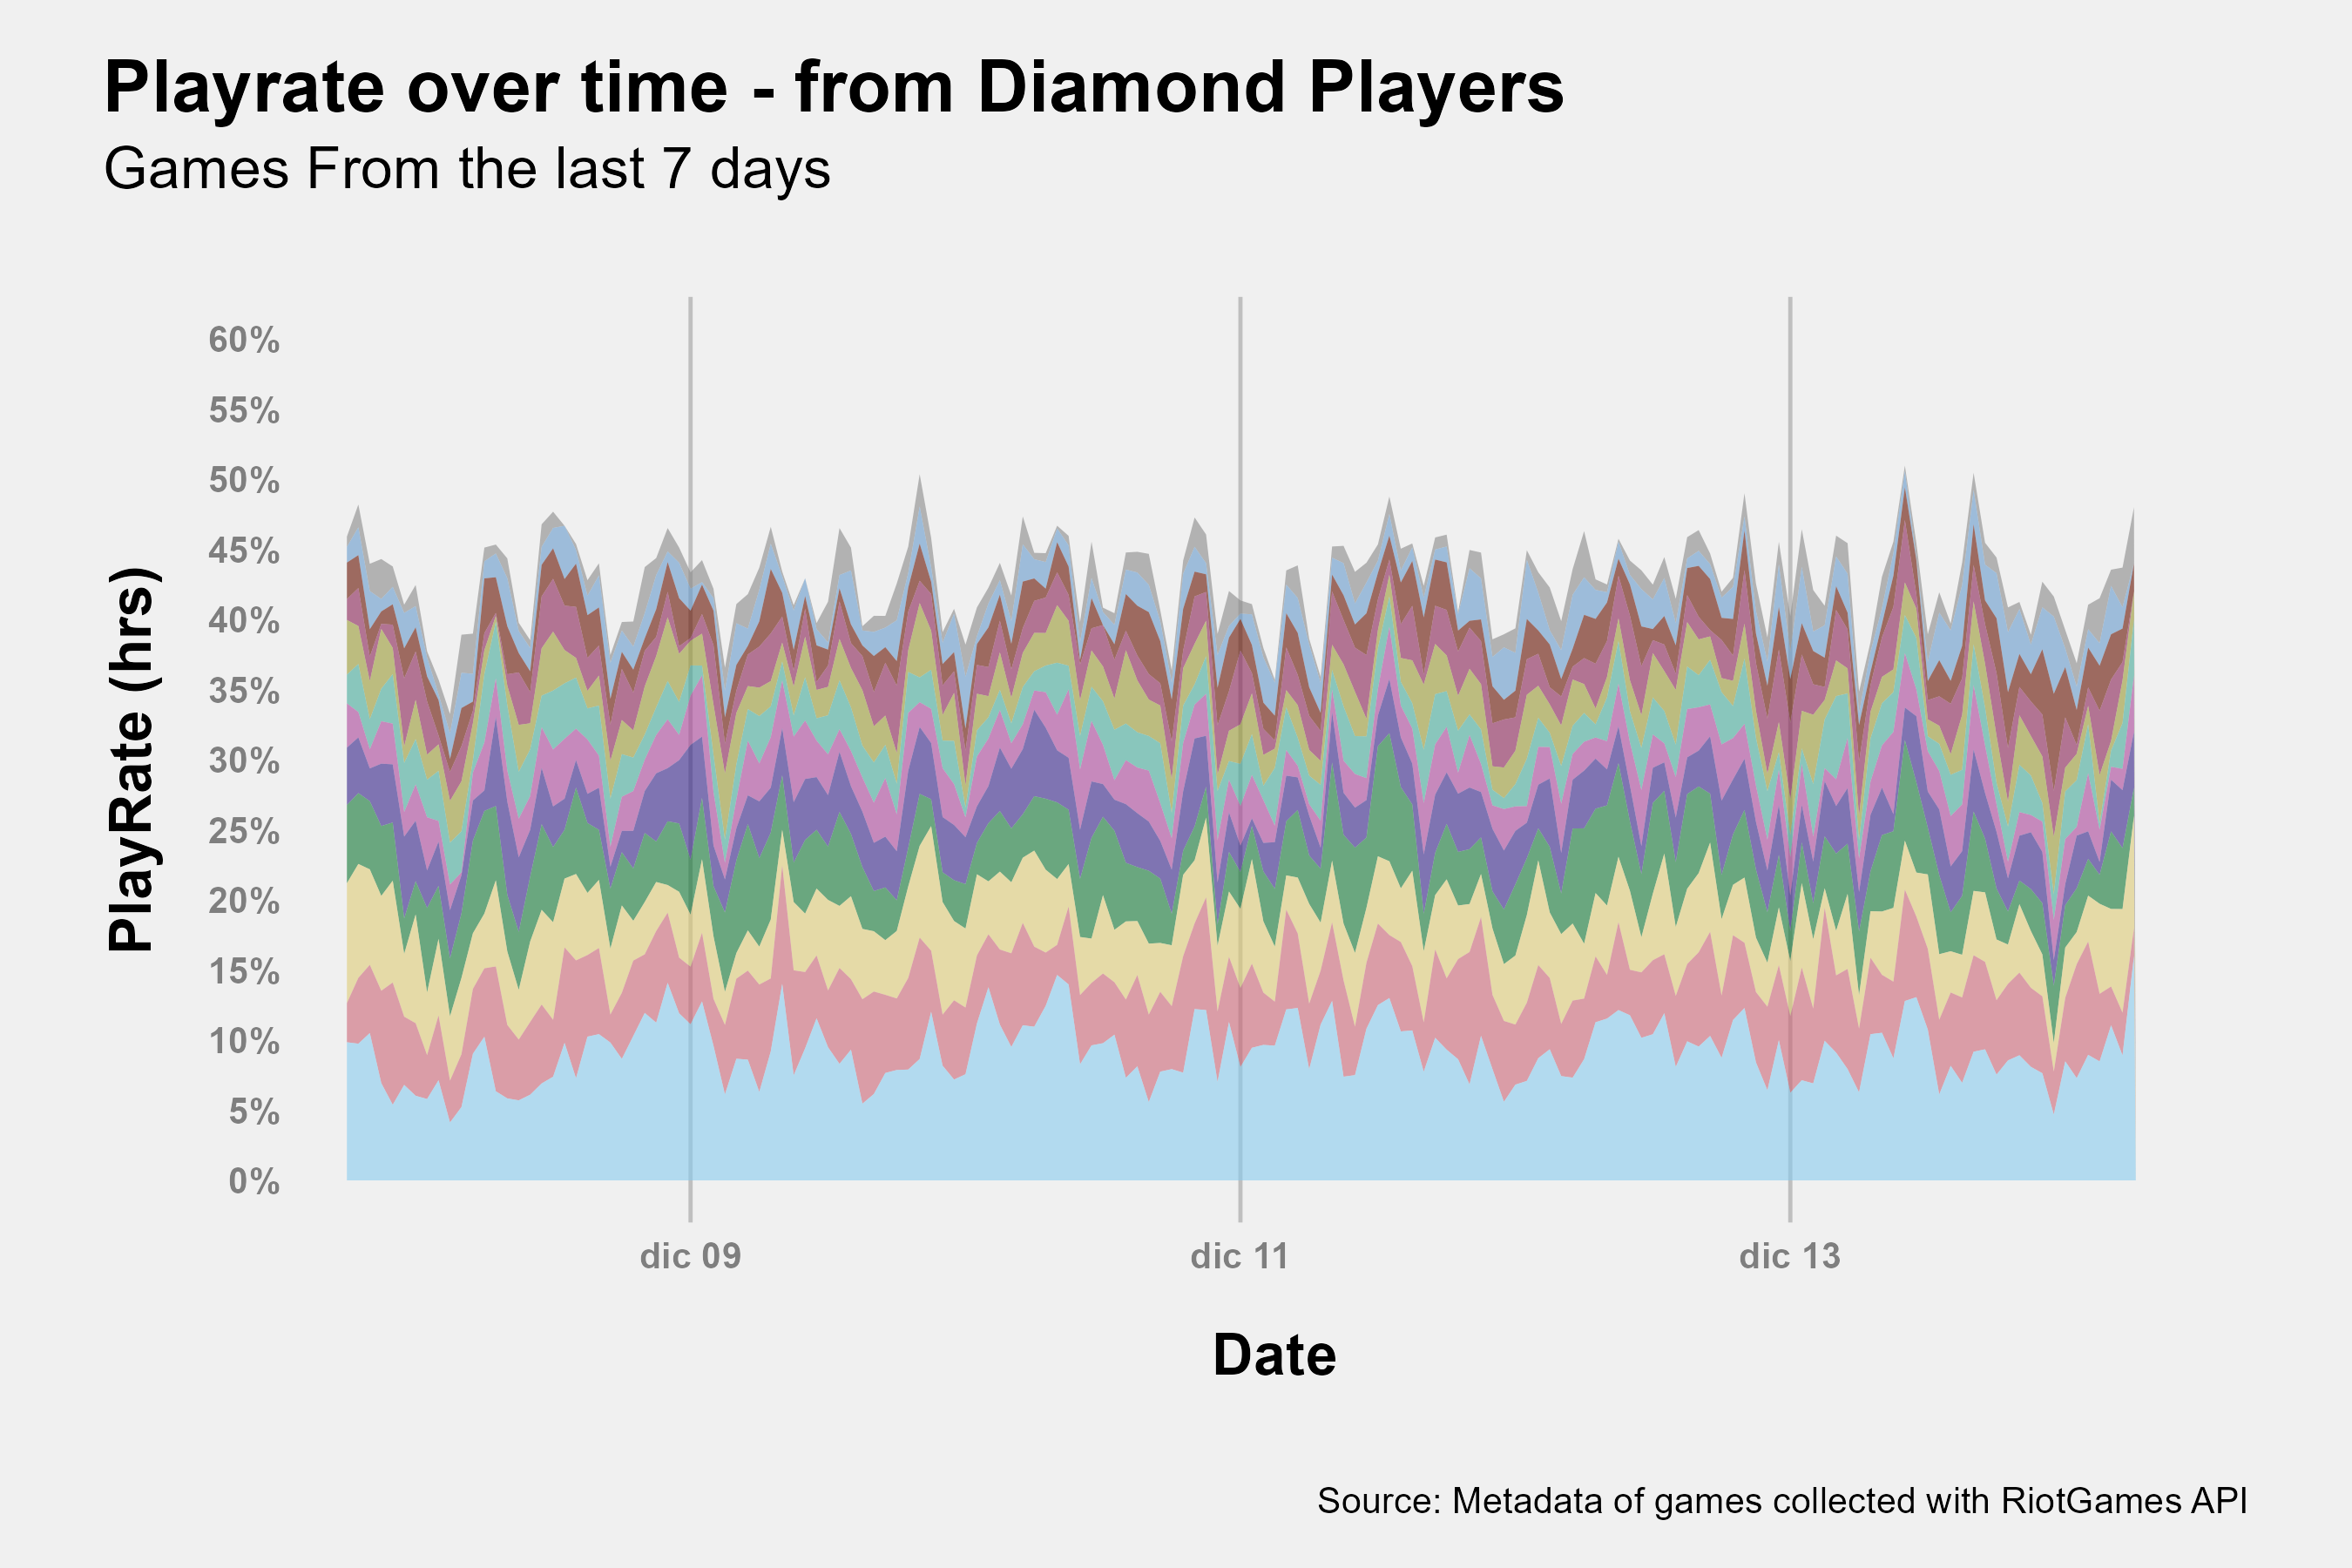 Playrate over time - from Diamond Players
Games From the last 7 days
PlayRate (hrs)
60%
55%
50%
45%
40%
35%
30%
25%
20%
15%
10%
5%
0%
dic 09
dic 11
dic 13
Date
Source: Metadata of games collected with RiotGames API